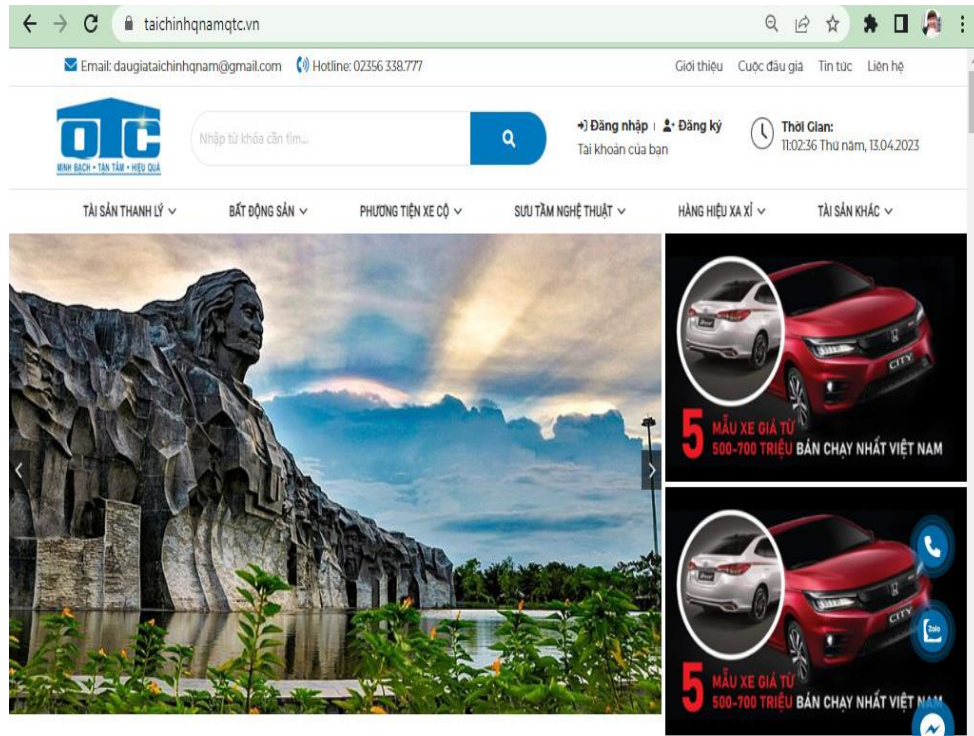 taichinhqnamqtc.vn
Email: daugiataichinhqnam@gmail.com Hotline: 02356 338.777 Giới thiệu Cuộc đấu giá Tin tức Liên hệ
QTC
MINH BẠCH • TẬN TÂM • HIỆU QUẢ
Nhập từ khóa cần tìm...
Đăng nhập | Đăng ký
Tài khoản của bạn
Thời Gian:
11:02:36 Thứ năm, 13.04.2023
TÀI SẢN THANH LÝ BẤT ĐỘNG SẢN PHƯƠNG TIỆN XE CỘ SƯU TẦM NGHỆ THUẬT HÀNG HIỆU XA XỈ TÀI SẢN KHÁC
CITY
5 MẪU XE GIÁ TỪ
500-700 TRIỆU BÁN CHẠY NHẤT VIỆT NAM
CITY
Zalo
5 MẪU XE GIÁ TỪ
500-700 TRIỆU BÁN CHẠY NHẤT VIỆT NAM